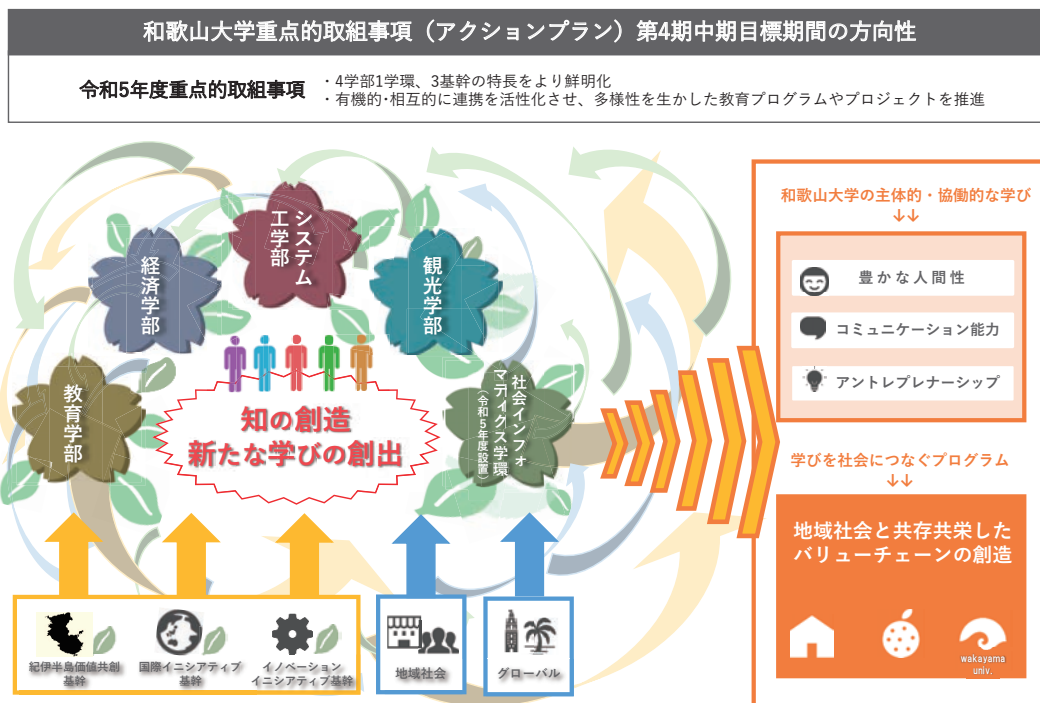 和歌山大学重点的取組事項（アクションプラン）第4期中期目標期間の方向性
令和5年度重点的取組事項
・4学部1学環、3基幹の特長をより鮮明化
・有機的・相互的に連携を活性化させ、多様性を生かした教育プログラムやプロジェクトを推進
教育学部
経済学部
システム
工学部
観光学部
社会インフォ
マティクス学環
（令和5年度設置）
知の創造
新たな学びの創出
紀伊半島価値共創
基幹
国際イニシアティブ
基幹
イノベーション
イニシアティブ基幹
地域社会
グローバル
和歌山大学の主体的・協働的な学び
↓↓
豊かな人間性
コミュニケーション能力
アントレプレナーシップ
学びを社会につなぐプログラム
↓↓
地域社会と共存共栄した
バリューチェーンの創造
wakayama
univ.